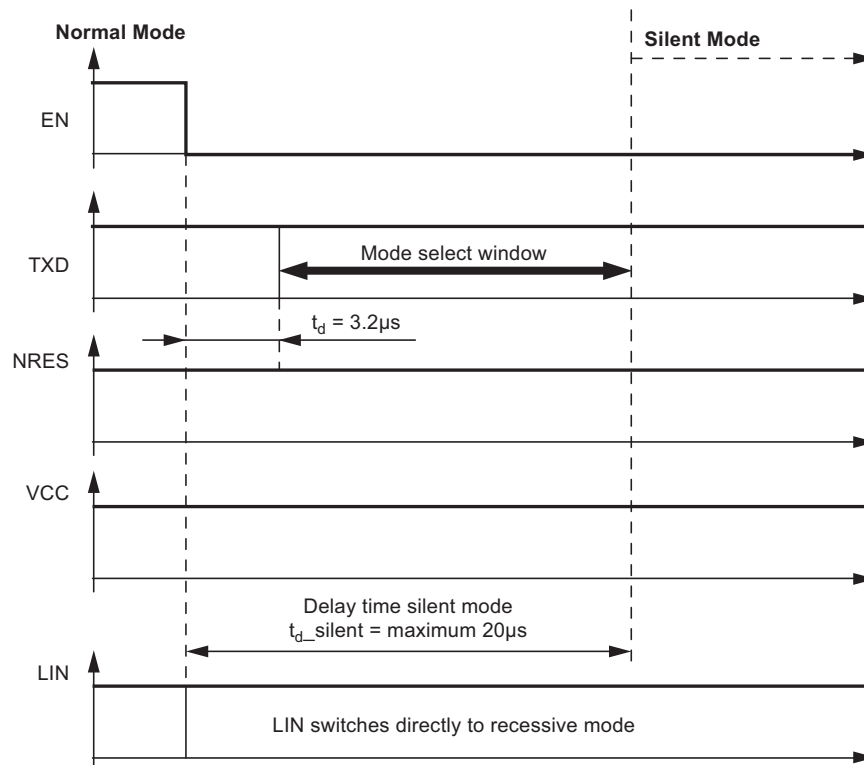 Normal Mode
Silent Mode
EN
TXD
Mode select window
t_d = 3.2µs
NRES
VCC
Delay time silent mode
t_d_silent = maximum 20µs
LIN
LIN switches directly to recessive mode